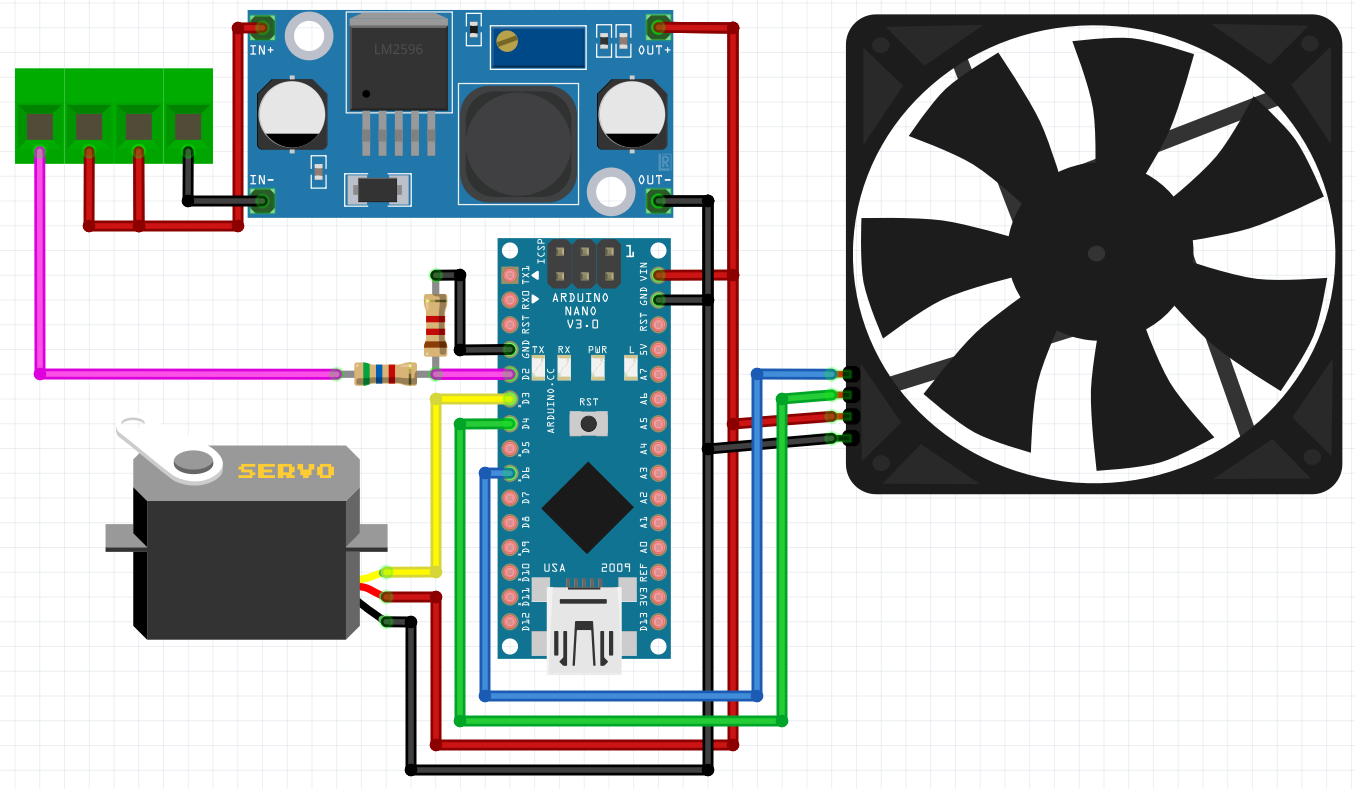 LM2596
IN+
OUT+
IN-
OUT-
R
ICSP
1
TX1
RX0
RST
GND
D2
D3
D4
D5
D6
D7
D8
D9
D10
D11
D12
VIN
GND
RST
5V
A7
A6
A5
A4
A3
A2
A1
A0
REF
3V3
D13
ARDUINO
NANO
V3.0
TX RX PWR L
ARDUINO.CC
RST
USA 2009
SERVO